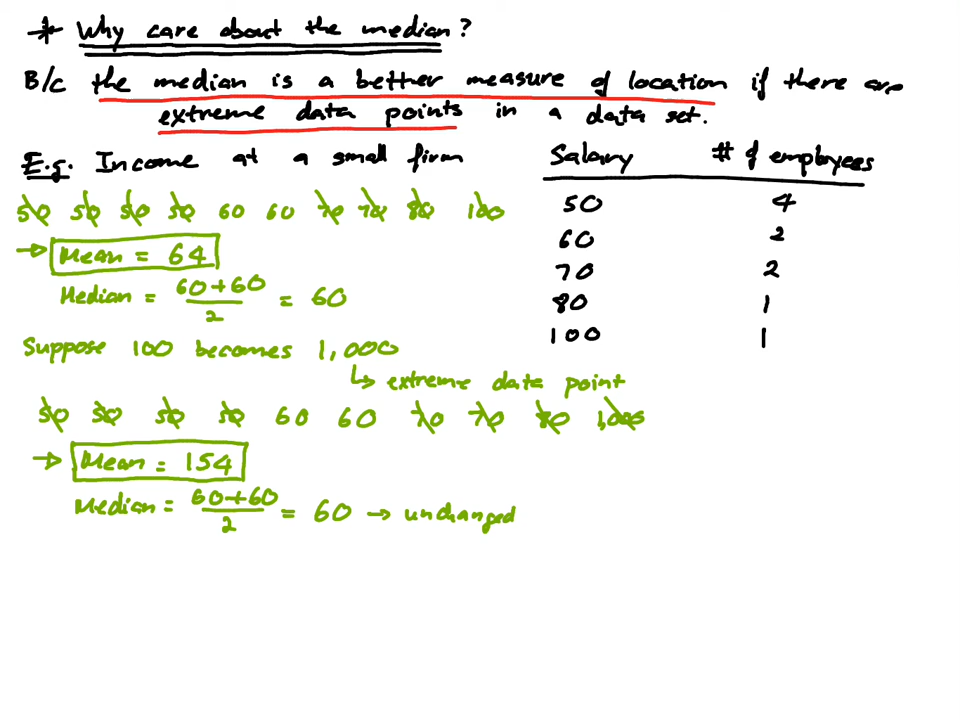 * Why care about the median?
B/c the median is a better measure of location if there are
extreme data points in a data set.
E.g. Income at a small firm
50 50 50 50 60 60 70 70 80 100
→ Mean = 64
Median = (60+60)/2 = 60
Suppose 100 becomes 1,000
↳ extreme data point
50 50 50 50 60 60 70 70 80 1,000
→ Mean = 154
Median = (60+60)/2 = 60 → unchanged
Salary # of employees
50 4
60 2
70 2
80 1
100 1